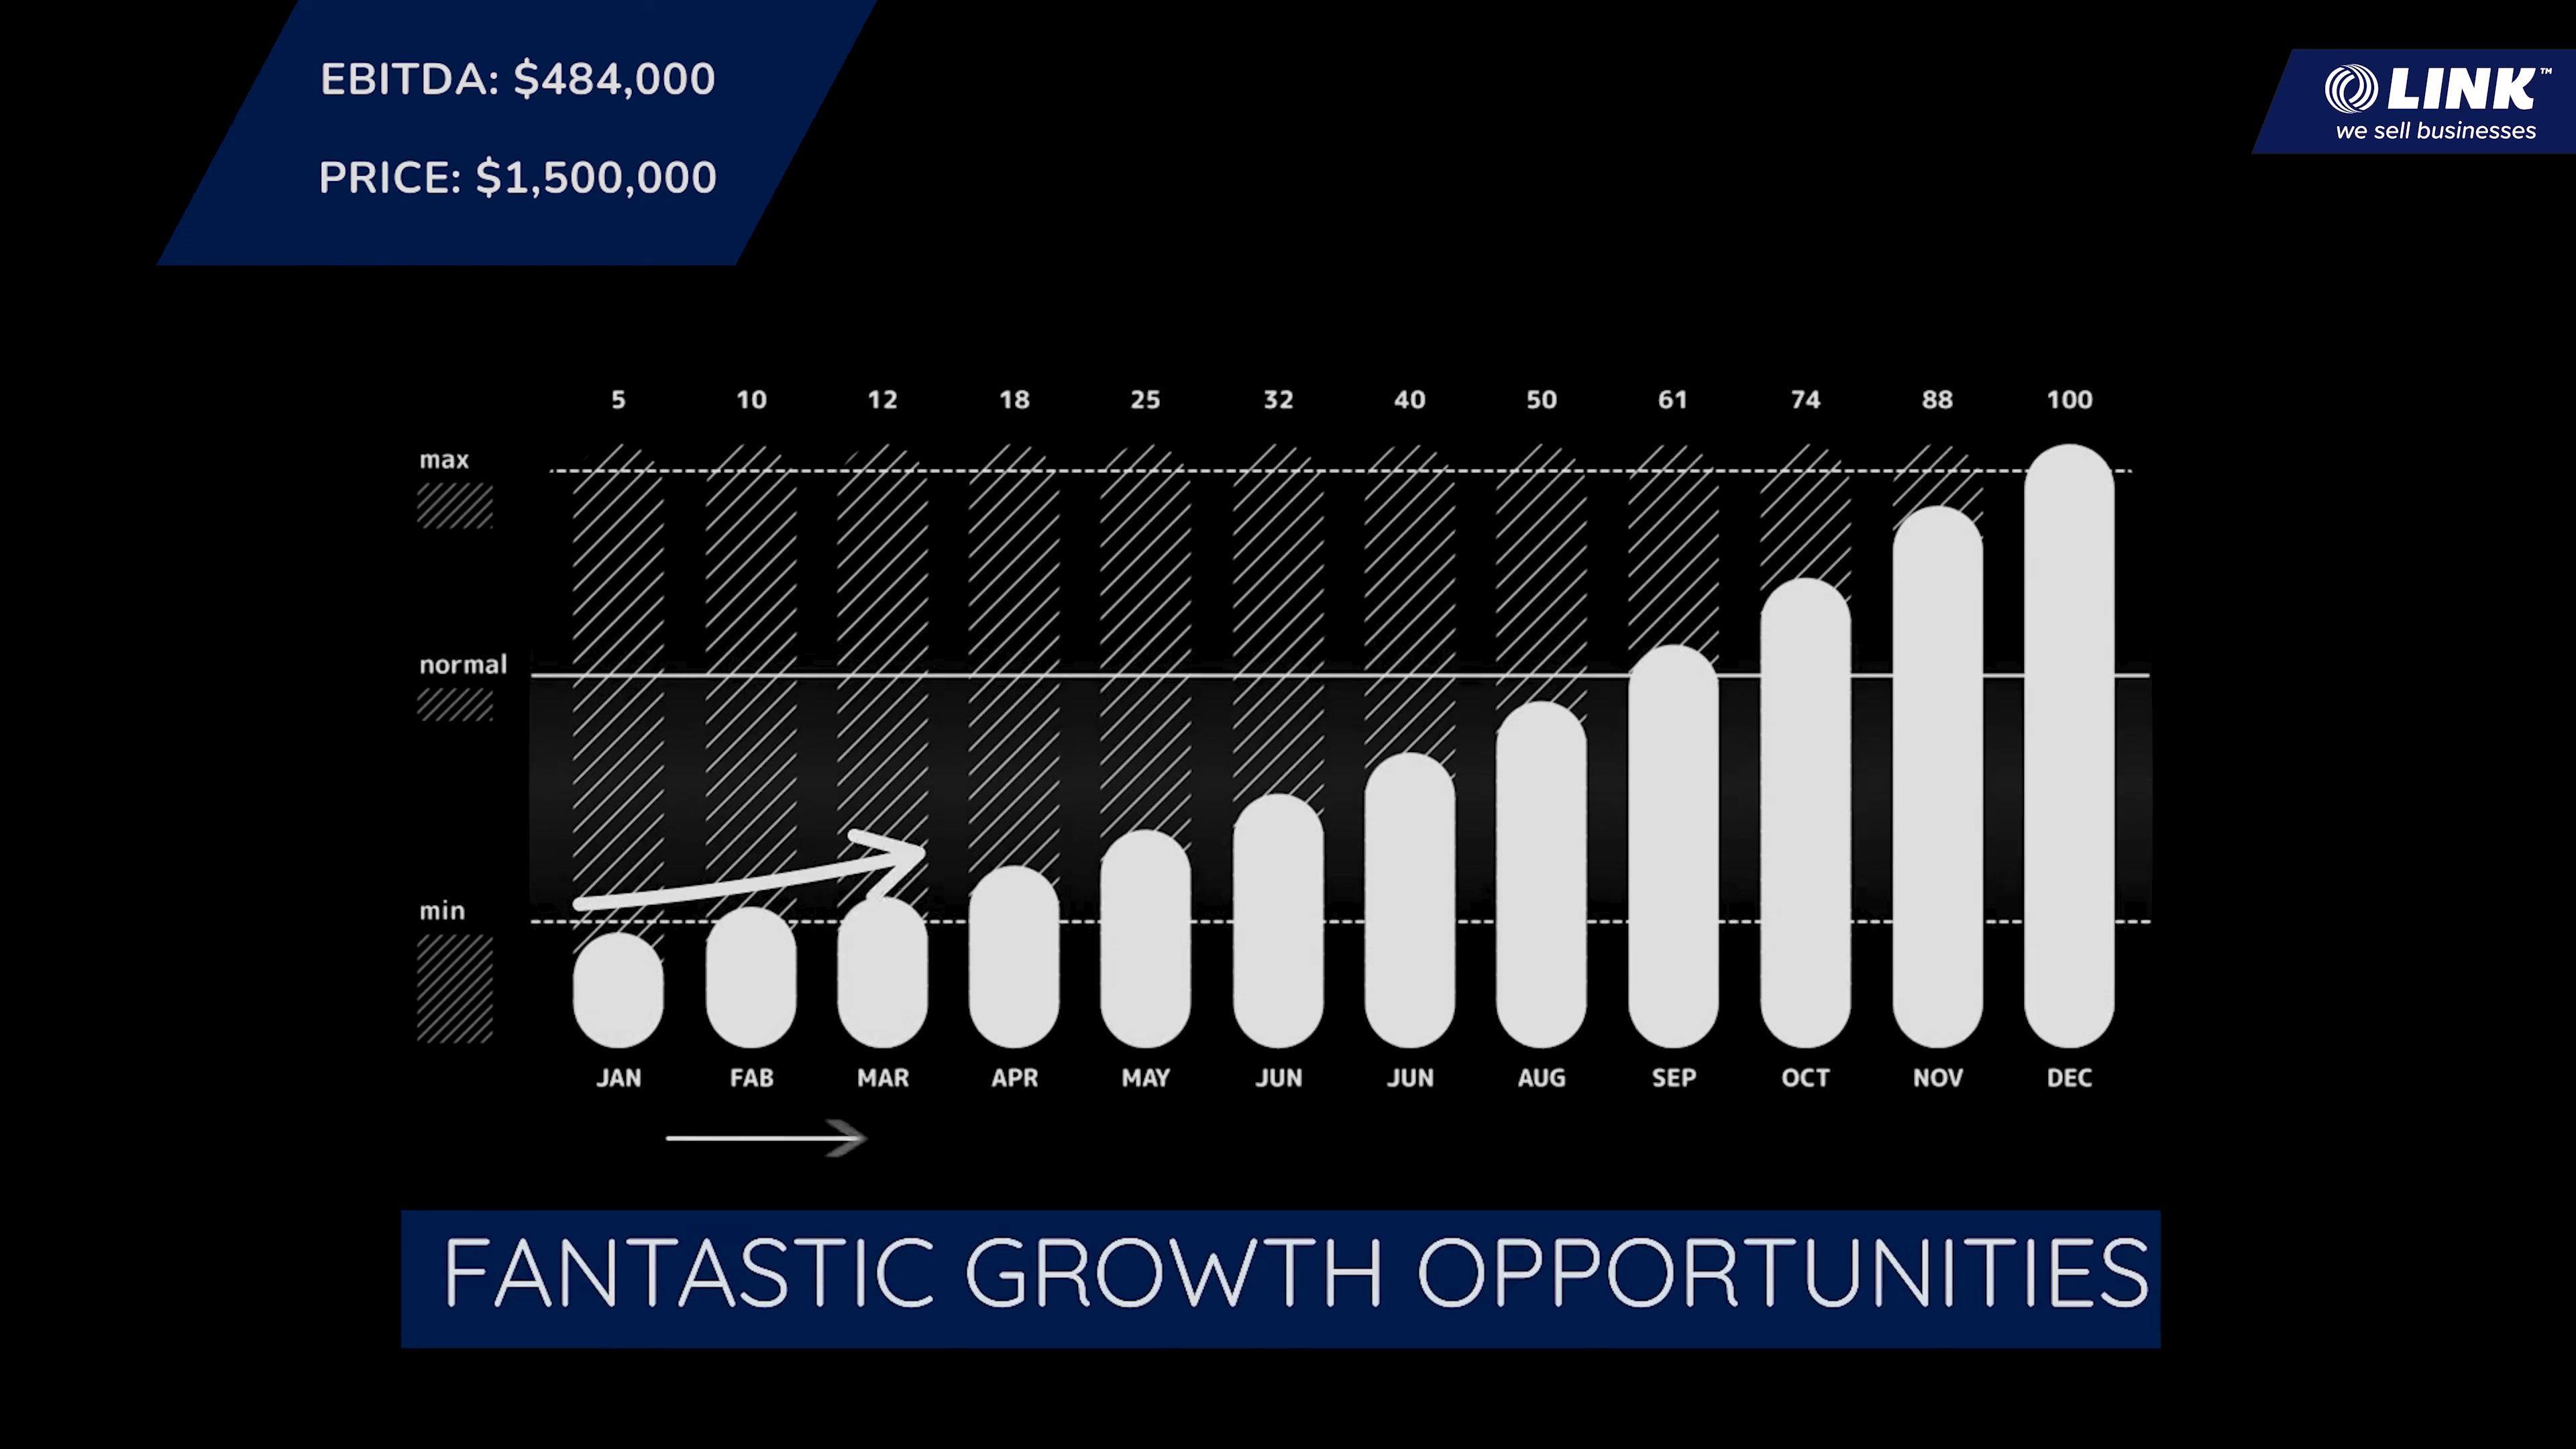 EBITDA: $484,000
PRICE: $1,500,000
LINK™
we sell businesses
5 10 12 18 25 32 40 50 61 74 88 100
max
normal
min
JAN FAB MAR APR MAY JUN JUN AUG SEP OCT NOV DEC
FANTASTIC GROWTH OPPORTUNITIES